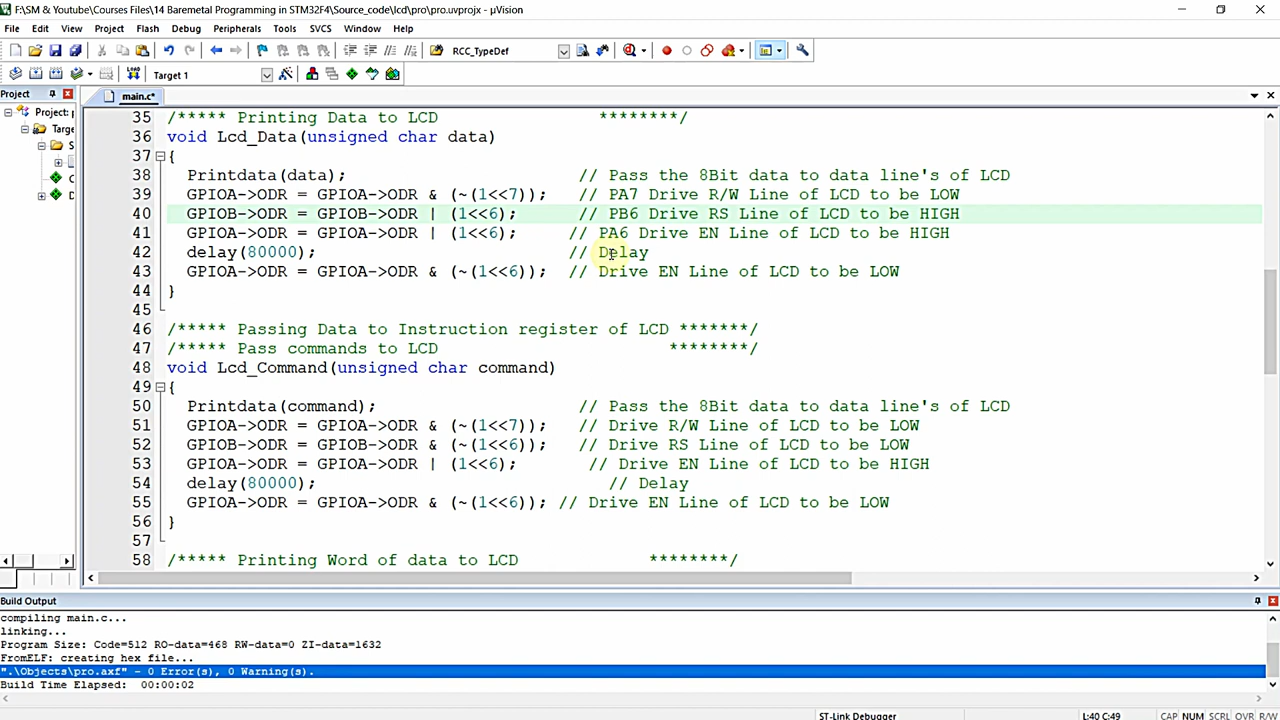 F:\SM & Youtube\Courses Files\14 Baremetal Programming in STM32F4\Source_code\lcd\pro\pro.uvprojx - µVision
File Edit View Project Flash Debug Peripherals Tools SVCS Window Help
RCC_TypeDef
LOAD Target 1
Project
main.c*
Project: p
Targe
S
C
D
35 /***** Printing Data to LCD ********/
36 void Lcd_Data(unsigned char data)
37 {
38 Printdata(data); // Pass the 8Bit data to data line's of LCD
39 GPIOA->ODR = GPIOA->ODR & (~(1<<7)); // PA7 Drive R/W Line of LCD to be LOW
40 GPIOB->ODR = GPIOB->ODR | (1<<6); // PB6 Drive RS Line of LCD to be HIGH
41 GPIOA->ODR = GPIOA->ODR | (1<<6); // PA6 Drive EN Line of LCD to be HIGH
42 delay(80000); // Delay
43 GPIOA->ODR = GPIOA->ODR & (~(1<<6)); // Drive EN Line of LCD to be LOW
44 }
45
46 /***** Passing Data to Instruction register of LCD *******/
47 /***** Pass commands to LCD ********/
48 void Lcd_Command(unsigned char command)
49 {
50 Printdata(command); // Pass the 8Bit data to data line's of LCD
51 GPIOA->ODR = GPIOA->ODR & (~(1<<7)); // Drive R/W Line of LCD to be LOW
52 GPIOB->ODR = GPIOB->ODR & (~(1<<6)); // Drive RS Line of LCD to be LOW
53 GPIOA->ODR = GPIOA->ODR | (1<<6); // Drive EN Line of LCD to be HIGH
54 delay(80000); // Delay
55 GPIOA->ODR = GPIOA->ODR & (~(1<<6)); // Drive EN Line of LCD to be LOW
56 }
57
58 /***** Printing Word of data to LCD ********/
Build Output
compiling main.c...
linking...
Program Size: Code=512 RO-data=468 RW-data=0 ZI-data=1632
FromELF: creating hex file...
".\Objects\pro.axf" - 0 Error(s), 0 Warning(s).
Build Time Elapsed: 00:00:02
ST-Link Debugger L:40 C:49 CAP NUM SCRL OVR R/W